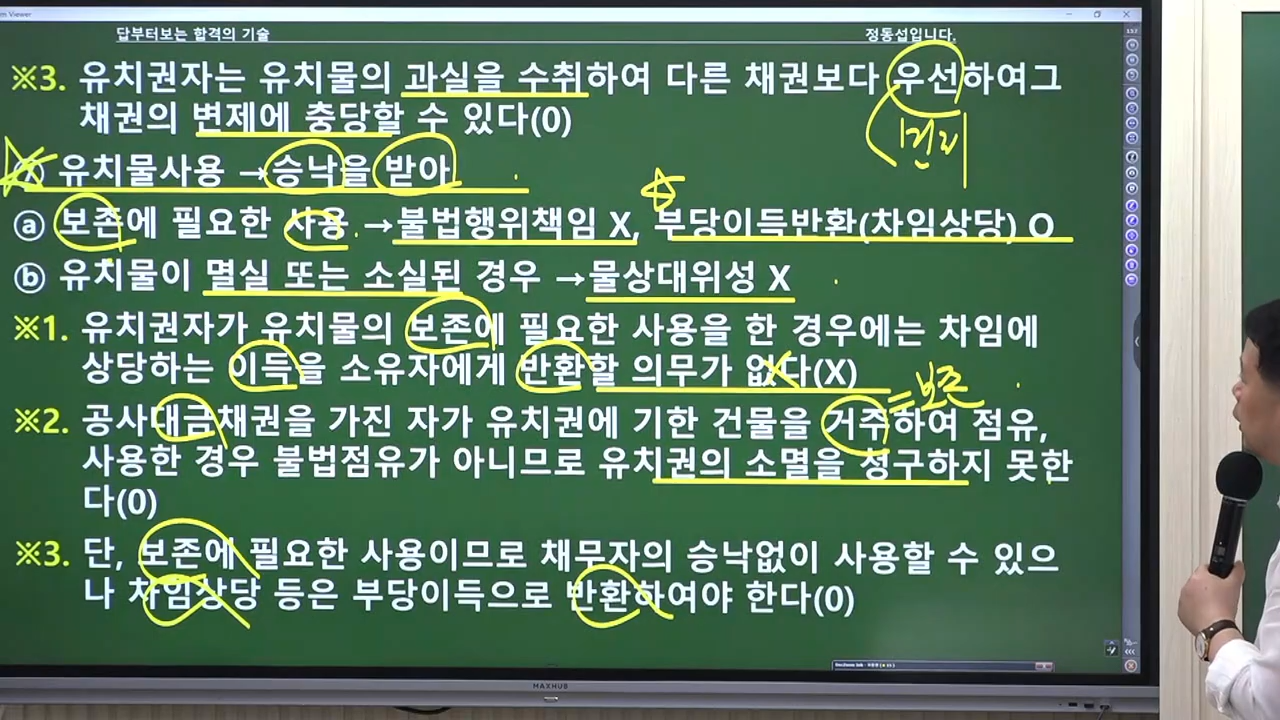 답부터보는 합격의 기술 정동섭입니다.
※3. 유치권자는 유치물의 과실을 수취하여 다른 채권보다 우선하여그
채권의 변제에 충당할 수 있다(0)
유치물사용 →승낙을 받아
ⓐ 보존에 필요한 사용 →불법행위책임 X, 부당이득반환(차임상당) O
ⓑ 유치물이 멸실 또는 소실된 경우 →물상대위성 X
※1. 유치권자가 유치물의 보존에 필요한 사용을 한 경우에는 차임에
상당하는 이득을 소유자에게 반환할 의무가 없다(X)
=보존
※2. 공사대금채권을 가진 자가 유치권에 기한 건물을 거주하여 점유,
사용한 경우 불법점유가 아니므로 유치권의 소멸을 청구하지 못한
다(0)
※3. 단, 보존에 필요한 사용이므로 채무자의 승낙없이 사용할 수 있으
나 차임상당 등은 부당이득으로 반환하여야 한다(0)
MAXHUB